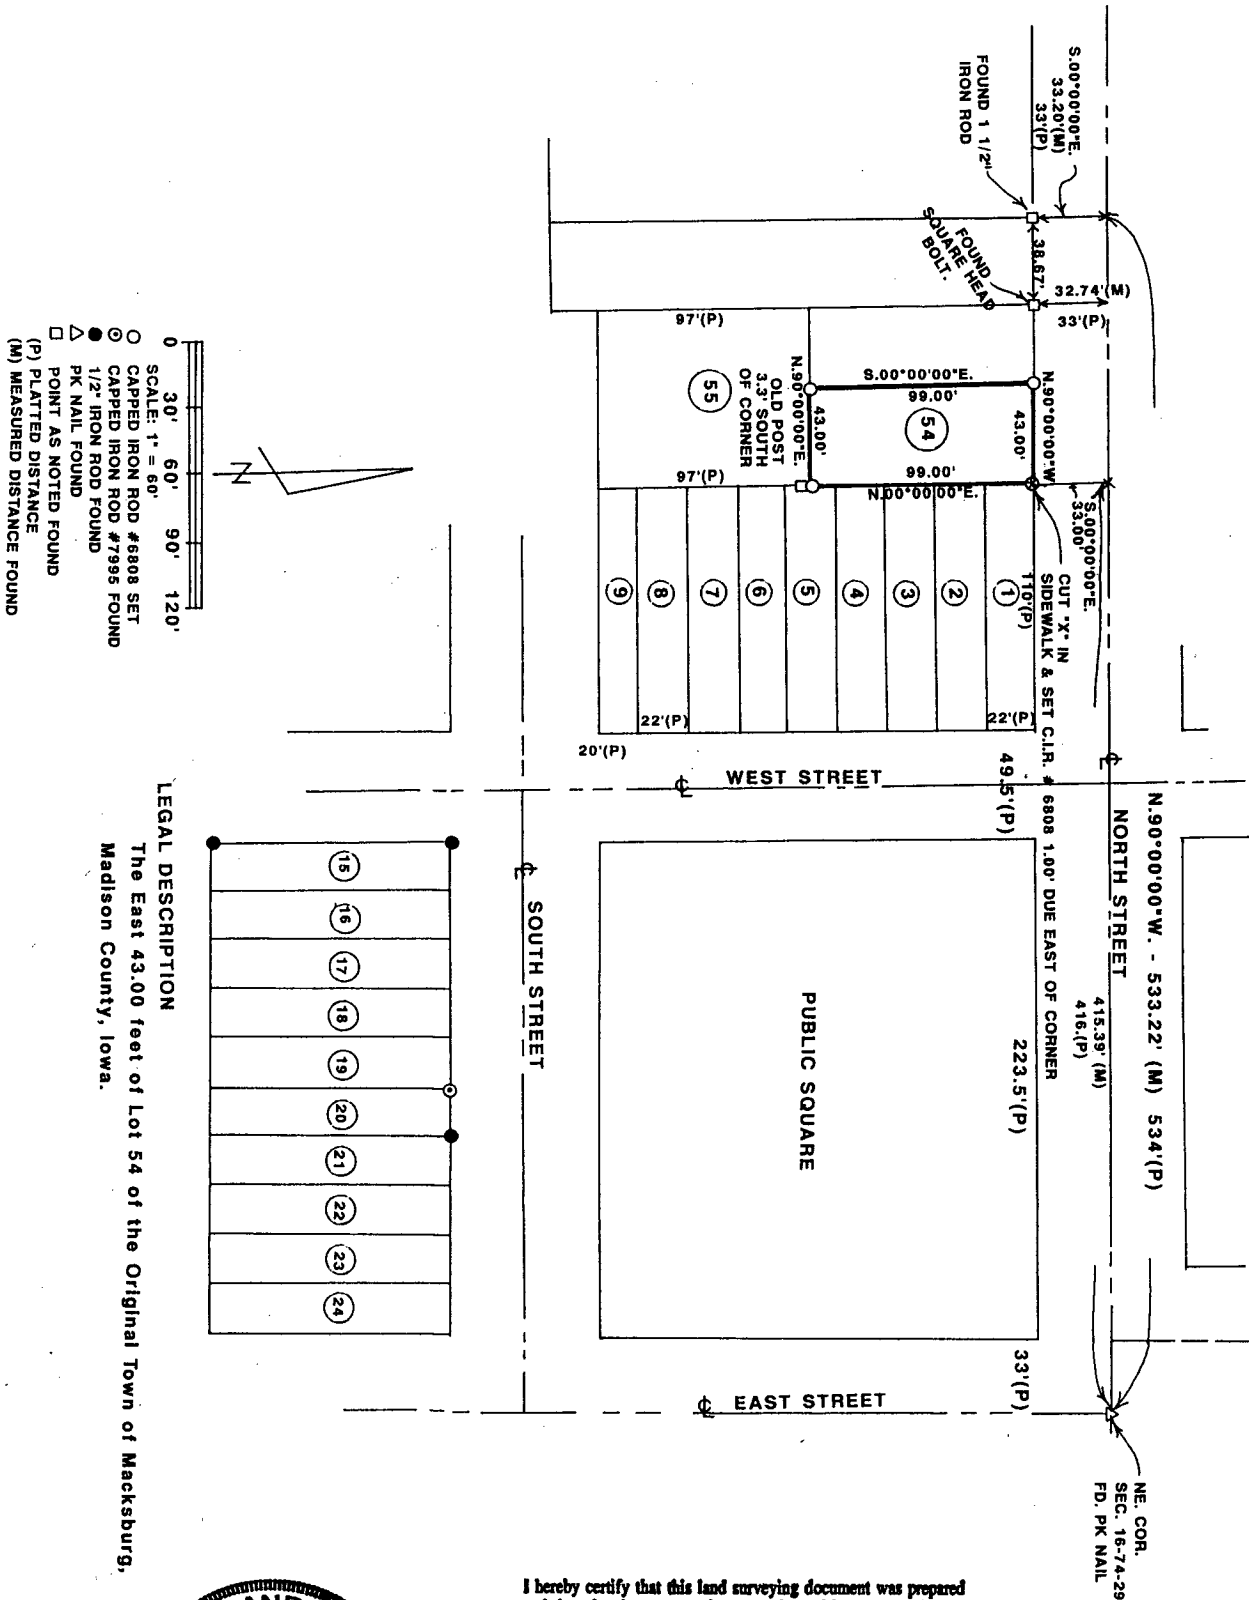 S.00°00'00"E.
33.20'(M)
33'(P)
FOUND 1 1/2"
IRON ROD
38.67'
FOUND
SQUARE HEAD
BOLT.
32.74'(M)
33'(P)
97'(P)
N.90°00'00"W
43.00'
S.00°00'00"E.
99.00'
54
99.00'
N.00°00'00"E.
N.90°00'00"E.
43.00'
OLD POST
3.3' SOUTH
OF CORNER
55
97'(P)
S.00°00'00"E.
33.00'
CUT "X" IN
SIDEWALK & SET C.I.R. # 6808 1.00' DUE EAST OF CORNER
110'(P)
1
2
3
4
5
6
7
8
9
22'(P)
22'(P)
20'(P)
WEST STREET
49.5'(P)
NORTH STREET
N.90°00'00"W. - 533.22' (M) 534'(P)
415.39' (M)
416.(P)
223.5'(P)
PUBLIC SQUARE
SOUTH STREET
33'(P)
EAST STREET
NE. COR.
SEC. 16-74-29
FD. PK NAIL
15
16
17
18
19
20
21
22
23
24
N
0 30' 60' 90' 120'
SCALE: 1" = 60'
CAPPED IRON ROD #6808 SET
CAPPED IRON ROD #7995 FOUND
1/2" IRON ROD FOUND
PK NAIL FOUND
POINT AS NOTED FOUND
(P) PLATTED DISTANCE
(M) MEASURED DISTANCE FOUND
LEGAL DESCRIPTION
The East 43.00 feet of Lot 54 of the Original Town of Macksburg,
Madison County, Iowa.
I hereby certify that this land surveying document was prepared